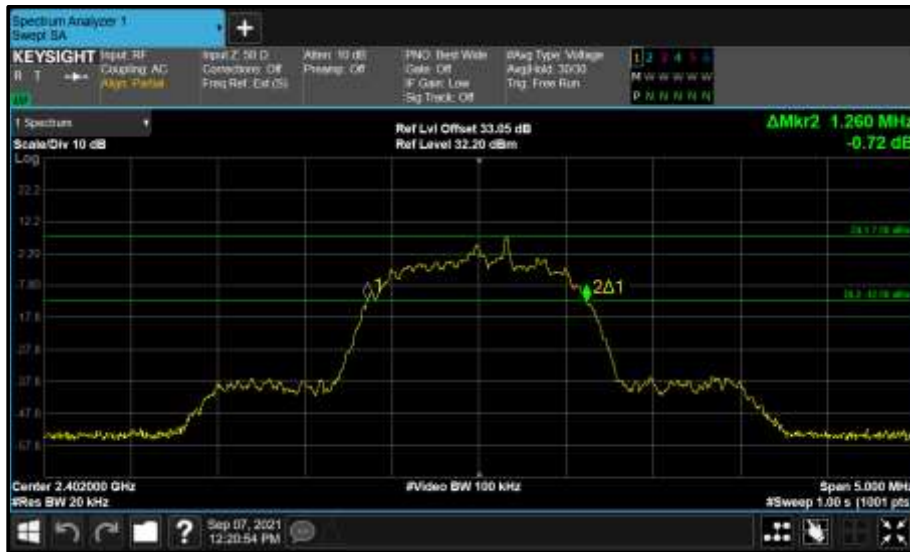 Spectrum Analyzer 1
Swept SA
+
KEYSIGHT Input: RF Input Z: 50 Ω Atten: 10 dB PNO: Best Wide #Avg Type: Voltage 1 2 3 4 5 6
R T Coupling: AC Corrections: Off Preamp: Off Gate: Off Avg|Hold: 30/30 M W W W W W
Align: Partial Freq Ref: Ext (S) IF Gain: Low Trig: Free Run
Sig Track: Off P N N N N N
1 Spectrum Ref Lvl Offset 33.05 dB ΔMkr2 1.260 MHz
Scale/Div 10 dB Ref Level 32.20 dBm -0.72 dB
Log
22.2
12.2
2.20
-7.80
1
2Δ1
-17.8
-27.8
-37.8
-47.8
-57.8
Center 2.402000 GHz #Video BW 100 kHz Span 5.000 MHz
#Res BW 20 kHz #Sweep 1.00 s (1001 pts
? Sep 07, 2021
12:20:54 PM